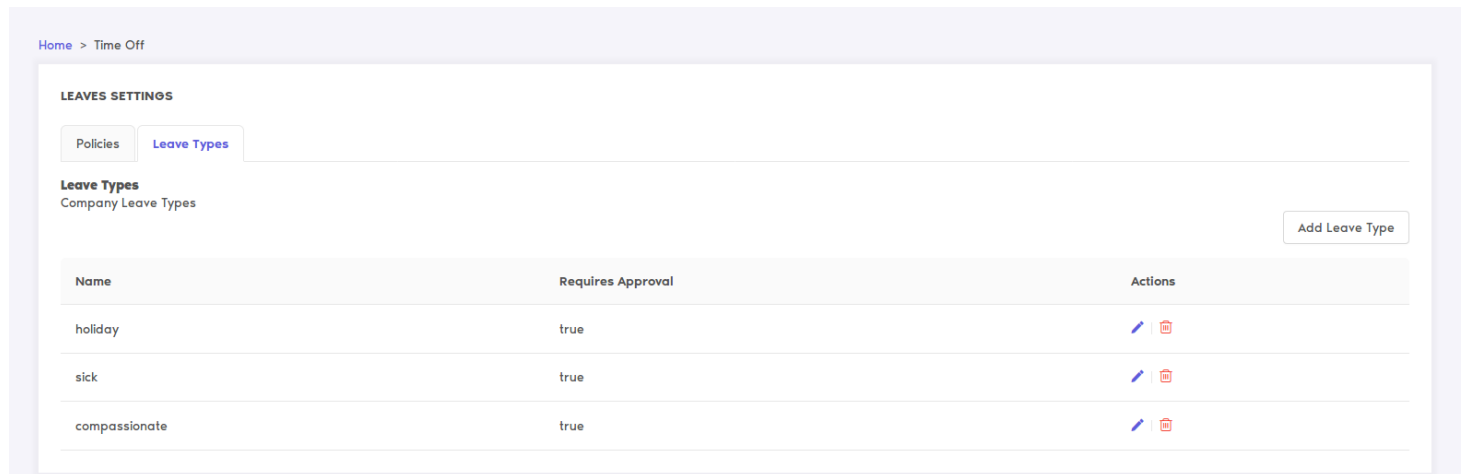 Home > Time Off
LEAVES SETTINGS
Policies Leave Types
Leave Types
Company Leave Types
Add Leave Type
Name Requires Approval Actions
holiday true
sick true
compassionate true